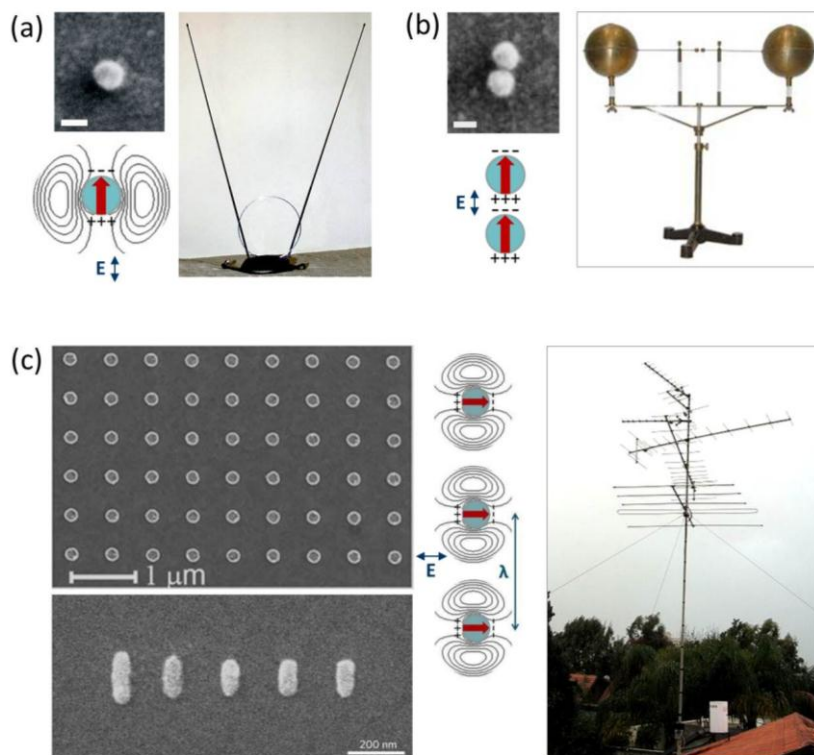 (a)
- - -
+++
E
(b)
- - -
+++
E
- - -
+++
(c)
1 μm
200 nm
E
λ